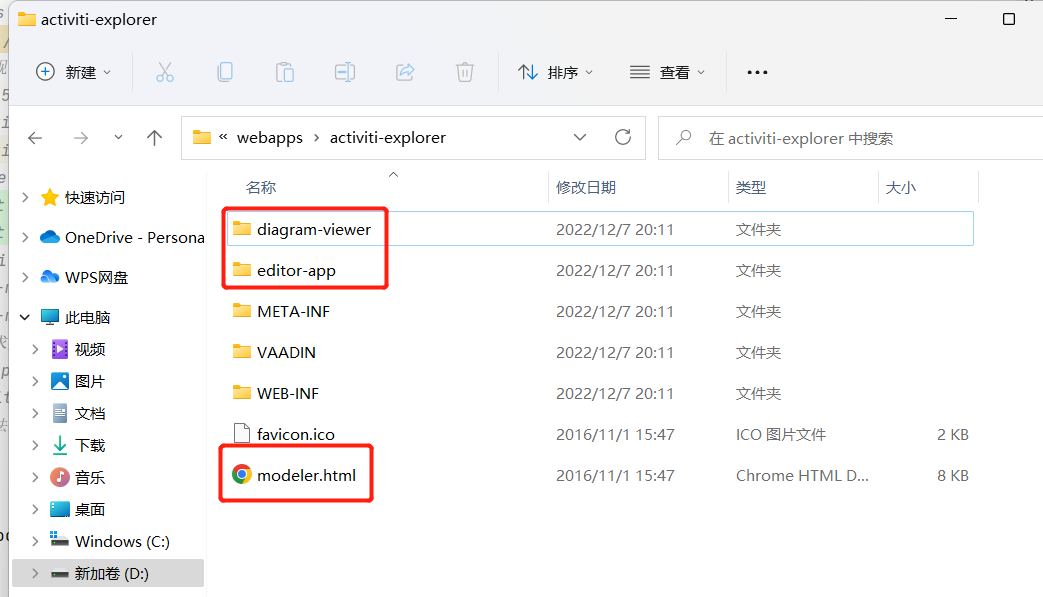 activiti-explorer
新建
排序
查看
« webapps › activiti-explorer
在 activiti-explorer 中搜索
名称 修改日期 类型 大小
快速访问
OneDrive - Persona
WPS网盘
此电脑
视频
图片
文档
下载
音乐
桌面
Windows (C:)
新加卷 (D:)
diagram-viewer 2022/12/7 20:11 文件夹
editor-app 2022/12/7 20:11 文件夹
META-INF 2022/12/7 20:11 文件夹
VAADIN 2022/12/7 20:11 文件夹
WEB-INF 2022/12/7 20:11 文件夹
favicon.ico 2016/11/1 15:47 ICO 图片文件 2 KB
modeler.html 2016/11/1 15:47 Chrome HTML D... 8 KB